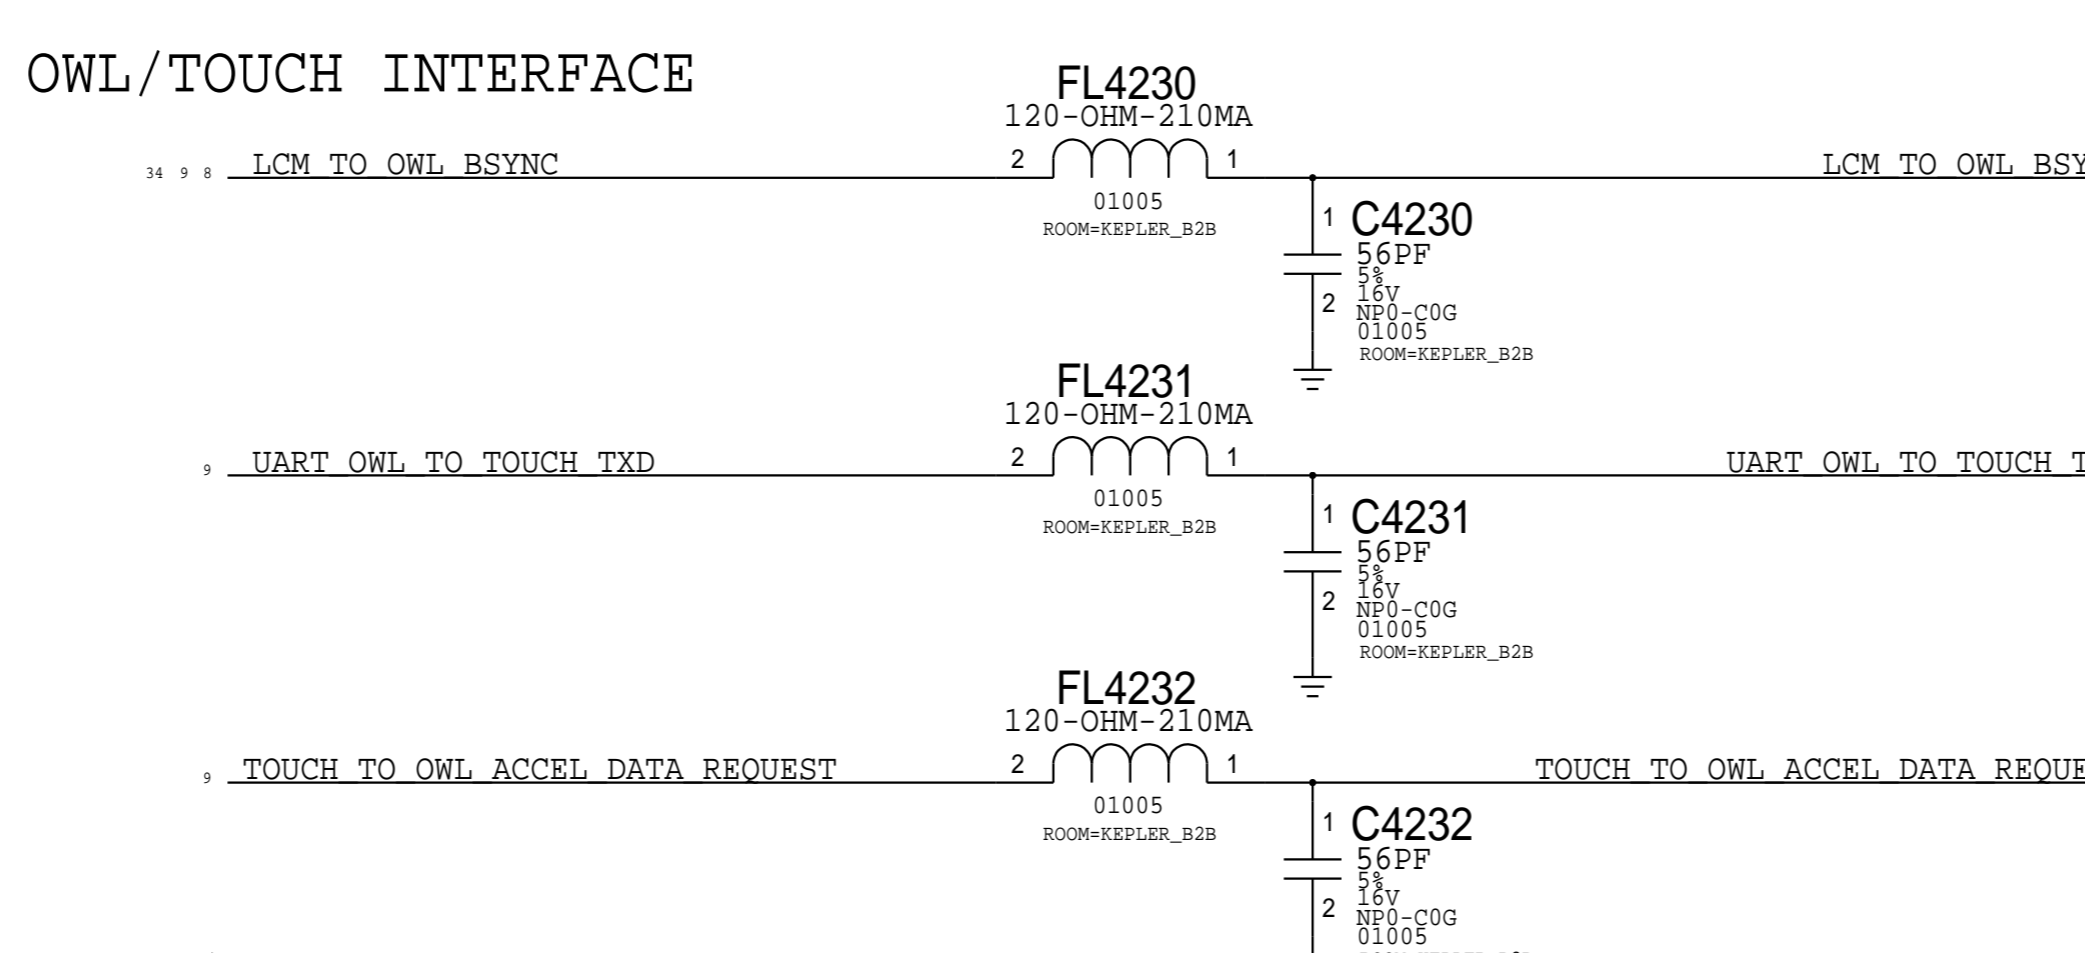 OWL/TOUCH INTERFACE
FL4230
120-OHM-210MA
34 9 8 LCM_TO_OWL_BSYNC 2 1 LCM_TO_OWL_BSY
01005
ROOM=KEPLER_B2B
1 C4230
56PF
5%
16V
2 NP0-C0G
01005
ROOM=KEPLER_B2B
FL4231
120-OHM-210MA
9 UART_OWL_TO_TOUCH_TXD 2 1 UART_OWL_TO_TOUCH_T
01005
ROOM=KEPLER_B2B
1 C4231
56PF
5%
16V
2 NP0-C0G
01005
ROOM=KEPLER_B2B
FL4232
120-OHM-210MA
9 TOUCH_TO_OWL_ACCEL_DATA_REQUEST 2 1 TOUCH_TO_OWL_ACCEL_DATA_REQUE
01005
ROOM=KEPLER_B2B
1 C4232
56PF
5%
16V
2 NP0-C0G
01005